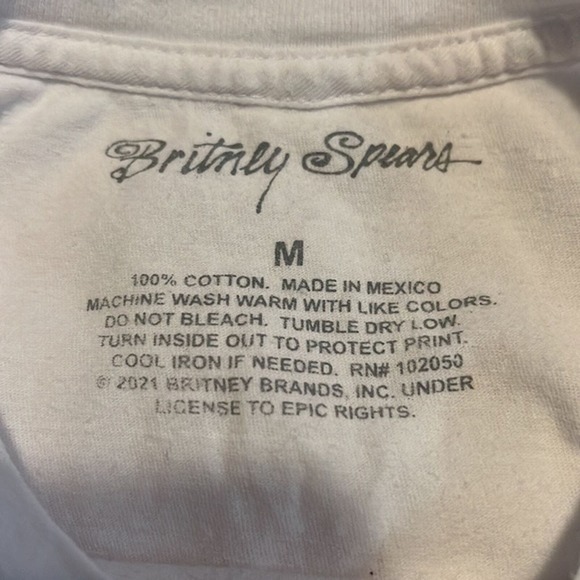 Britney Spears
M
100% COTTON. MADE IN MEXICO
MACHINE WASH WARM WITH LIKE COLORS.
DO NOT BLEACH. TUMBLE DRY LOW.
TURN INSIDE OUT TO PROTECT PRINT.
COOL IRON IF NEEDED. RN# 102050
© 2021 BRITNEY BRANDS, INC. UNDER
LICENSE TO EPIC RIGHTS.